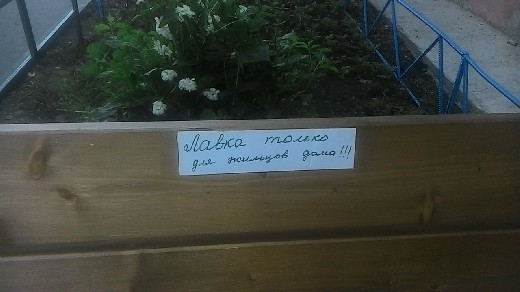 Лавка только
для жильцов дома!!!